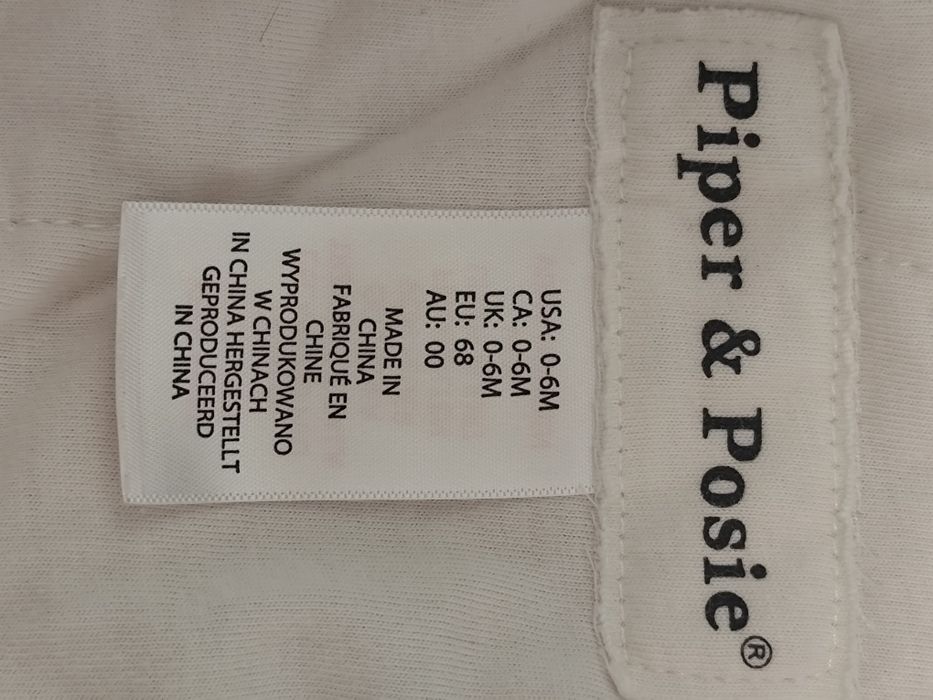 Piper & Posie®
USA: 0-6M
CA: 0-6M
UK: 0-6M
EU: 68
AU: 00
MADE IN
CHINA
FABRIQUÉ EN
CHINE
WYPRODUKOWANO
W CHINACH
IN CHINA HERGESTELLT
GEPRODUCEERD
IN CHINA